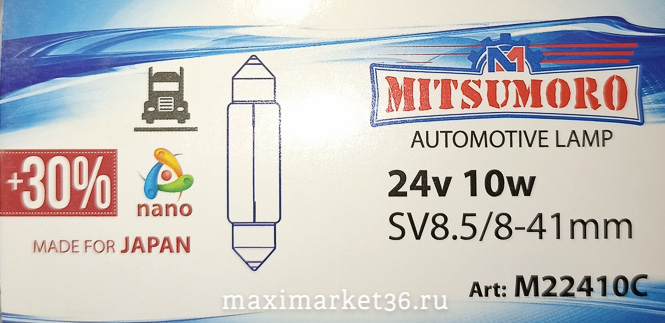 MITSUMORO
AUTOMOTIVE LAMP
+30%
nano
24v 10w
SV8.5/8-41mm
MADE FOR JAPAN
Art: M22410C
maximarket36.ru